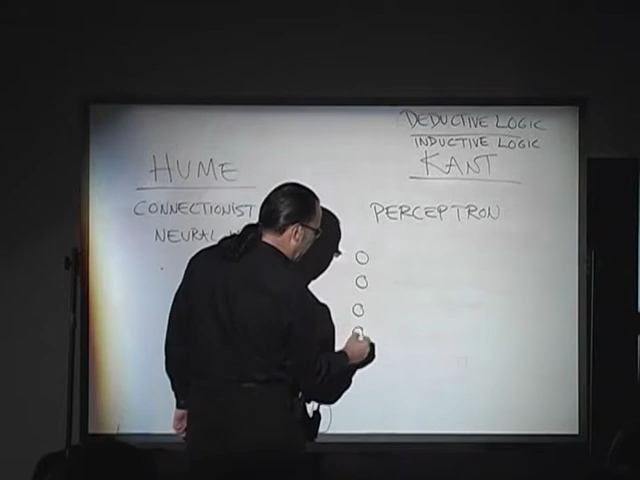 DEDUCTIVE LOGIC
INDUCTIVE LOGIC
HUME
KANT
CONNECTIONIST
PERCEPTRON
NEURAL